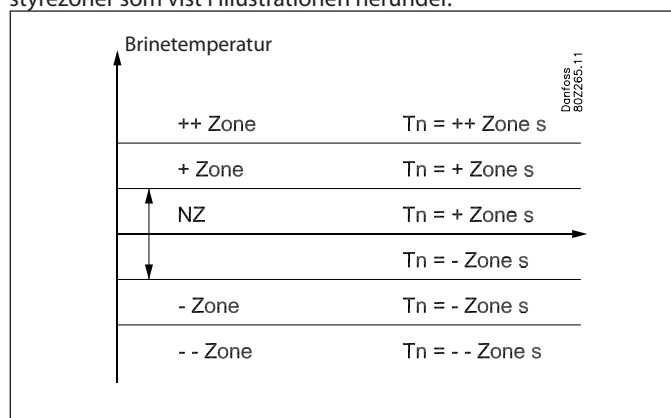 styrezoner som vist i illustrationen herunder.
Brinetemperatur
Danfoss
80Z265.11
++ Zone Tn = ++ Zone s
+ Zone Tn = + Zone s
NZ Tn = + Zone s
Tn = - Zone s
- Zone Tn = - Zone s
- - Zone Tn = - - Zone s